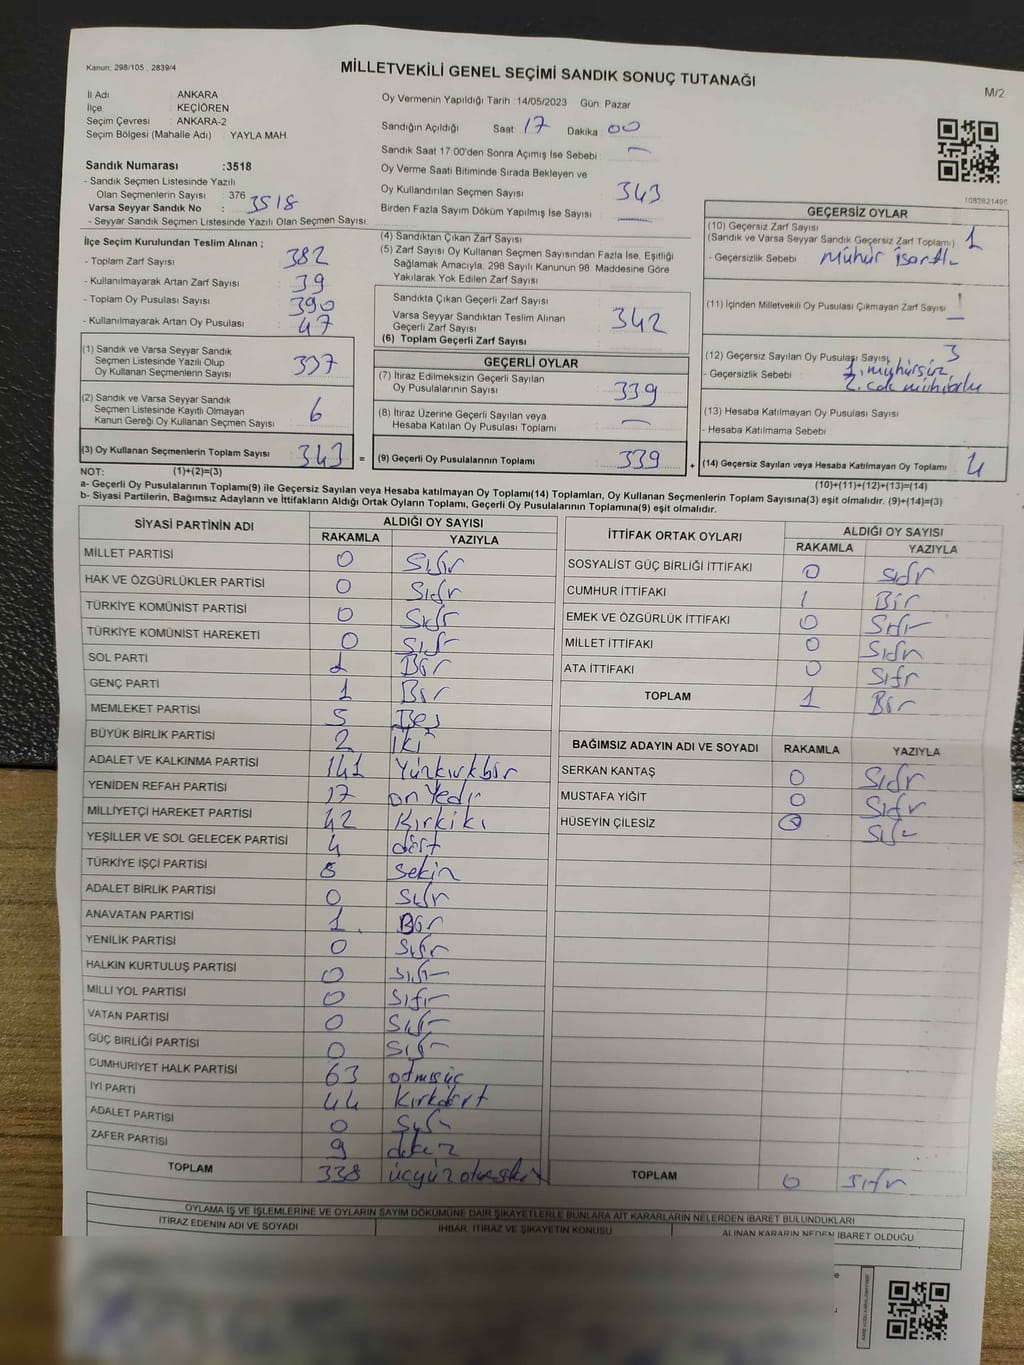 Kanun: 298/105 , 2839/4
MİLLETVEKİLİ GENEL SEÇİMİ SANDIK SONUÇ TUTANAĞI
M/2
İl Adı : ANKARA
İlçe : KEÇİÖREN
Seçim Çevresi : ANKARA-2
Seçim Bölgesi (Mahalle Adı) : YAYLA MAH.
Sandık Numarası :3518
- Sandık Seçmen Listesinde Yazılı
Olan Seçmenlerin Sayısı : 376
Varsa Seyyar Sandık No : 3518
- Seyyar Sandık Seçmen Listesinde Yazılı Olan Seçmen Sayısı:
Oy Vermenin Yapıldığı Tarih :14/05/2023 Gün: Pazar
Sandığın Açıldığı Saat: 17 Dakika 00
Sandık Saat 17:00'den Sonra Açımış İse Sebebi : —
Oy Verme Saati Bitiminde Sırada Bekleyen ve
Oy Kullandırılan Seçmen Sayısı : 343
Birden Fazla Sayım Döküm Yapılmış İse Sayısı : —
1083821496
İlçe Seçim Kurulundan Teslim Alınan ;
- Toplam Zarf Sayısı : 382
- Kullanılmayarak Artan Zarf Sayısı : 39
- Toplam Oy Pusulası Sayısı : 390
- Kullanılmayarak Artan Oy Pusulası : 47
(1) Sandık ve Varsa Seyyar Sandık
Seçmen Listesinde Yazılı Olup
Oy Kullanan Seçmenlerin Sayısı : 337
(2) Sandık ve Varsa Seyyar Sandık
Seçmen Listesinde Kayıtlı Olmayan
Kanun Gereği Oy Kullanan Seçmen Sayısı : 6
(3) Oy Kullanan Seçmenlerin Toplam Sayısı : 343 =
(4) Sandıktan Çıkan Zarf Sayısı :
(5) Zarf Sayısı Oy Kullanan Seçmen Sayısından Fazla İse, Eşitliği
Sağlamak Amacıyla; 298 Sayılı Kanunun 98. Maddesine Göre
Yakılarak Yok Edilen Zarf Sayısı :
Sandıkta Çıkan Geçerli Zarf Sayısı
Varsa Seyyar Sandıktan Teslim Alınan
Geçerli Zarf Sayısı : 342
(6) Toplam Geçerli Zarf Sayısı
GEÇERLİ OYLAR
(7) İtiraz Edilmeksizin Geçerli Sayılan
Oy Pusulalarının Sayısı : 339
(8) İtiraz Üzerine Geçerli Sayılan veya
Hesaba Katılan Oy Pusulası Toplamı : —
(9) Geçerli Oy Pusulalarının Toplamı : 339 +
GEÇERSİZ OYLAR
(10) Geçersiz Zarf Sayısı
(Sandık ve Varsa Seyyar Sandık Geçersiz Zarf Toplamı) : 1
- Geçersizlik Sebebi : Mühür
(11) İçinden Milletvekili Oy Pusulası Çıkmayan Zarf Sayısı :
(12) Geçersiz Sayılan Oy Pusulası Sayısı : 3
- Geçersizlik Sebebi : 1. mühürsüz
2. çok mühürlü
(13) Hesaba Katılmayan Oy Pusulası Sayısı :
- Hesaba Katılmama Sebebi :
(14) Geçersiz Sayılan veya Hesaba Katılmayan Oy Toplamı : 4
NOT: (1)+(2)=(3)
(10)+(11)+(12)+(13)=(14)
a- Geçerli Oy Pusulalarının Toplamı(9) ile Geçersiz Sayılan veya Hesaba katılmayan Oy Toplamı(14) Toplamları, Oy Kullanan Seçmenlerin Toplam Sayısına(3) eşit olmalıdır. (9)+(14)=(3)
b- Siyasi Partilerin, Bağımsız Adayların ve İttifakların Aldığı Ortak Oyların Toplamı, Geçerli Oy Pusulalarının Toplamına(9) eşit olmalıdır.
SİYASİ PARTİNİN ADI ALDIĞI OY SAYISI
RAKAMLA YAZIYLA
MİLLET PARTİSİ 0 Sıfır
HAK VE ÖZGÜRLÜKLER PARTİSİ 0 Sıfır
TÜRKİYE KOMÜNİST PARTİSİ 0 Sıfır
TÜRKİYE KOMÜNİST HAREKETİ 0 Sıfır
SOL PARTİ 1 Bir
GENÇ PARTİ 1 Bir
MEMLEKET PARTİSİ 5 Beş
BÜYÜK BİRLİK PARTİSİ 2 İki
ADALET VE KALKINMA PARTİSİ 141 Yüzkırkbir
YENİDEN REFAH PARTİSİ 17 onYedi
MİLLİYETÇİ HAREKET PARTİSİ 42 Kırkiki
YEŞİLLER VE SOL GELECEK PARTİSİ 4 dört
TÜRKİYE İŞÇİ PARTİSİ 8 Sekiz
ADALET BİRLİK PARTİSİ 0 Sıfır
ANAVATAN PARTİSİ 1 Bir
YENİLİK PARTİSİ 0 Sıfır
HALKIN KURTULUŞ PARTİSİ 0 Sıfır
MİLLİ YOL PARTİSİ 0 Sıfır
VATAN PARTİSİ 0 Sıfır
GÜÇ BİRLİĞİ PARTİSİ 0 Sıfır
CUMHURİYET HALK PARTİSİ 63 altmışüç
İYİ PARTİ 44 Kırkdört
ADALET PARTİSİ 0 Sıfır
ZAFER PARTİSİ 9 dokuz
TOPLAM 338 üçyüzotuzsekiz
İTTİFAK ORTAK OYLARI ALDIĞI OY SAYISI
RAKAMLA YAZIYLA
SOSYALİST GÜÇ BİRLİĞİ İTTİFAKI 0 Sıfır
CUMHUR İTTİFAKI 1 Bir
EMEK VE ÖZGÜRLÜK İTTİFAKI 0 Sıfır
MİLLET İTTİFAKI 0 Sıfır
ATA İTTİFAKI 0 Sıfır
TOPLAM 1 Bir
BAĞIMSIZ ADAYIN ADI VE SOYADI RAKAMLA YAZIYLA
SERKAN KANTAŞ 0 Sıfır
MUSTAFA YİĞİT 0 Sıfır
HÜSEYİN ÇİLESİZ 0 Sıfır
TOPLAM 0 Sıfır
OYLAMA İŞ VE İŞLEMLERİNE VE OYLARIN SAYIM DÖKÜMÜNE DAİR ŞİKAYETLERLE BUNLARA AİT KARARLARIN NELERDEN İBARET BULUNDUKLARI
İTİRAZ EDENİN ADI VE SOYADI İHBAR, İTİRAZ VE ŞİKAYETİN KONUSU ALINAN KARARIN NEDEN İBARET OLDUĞU